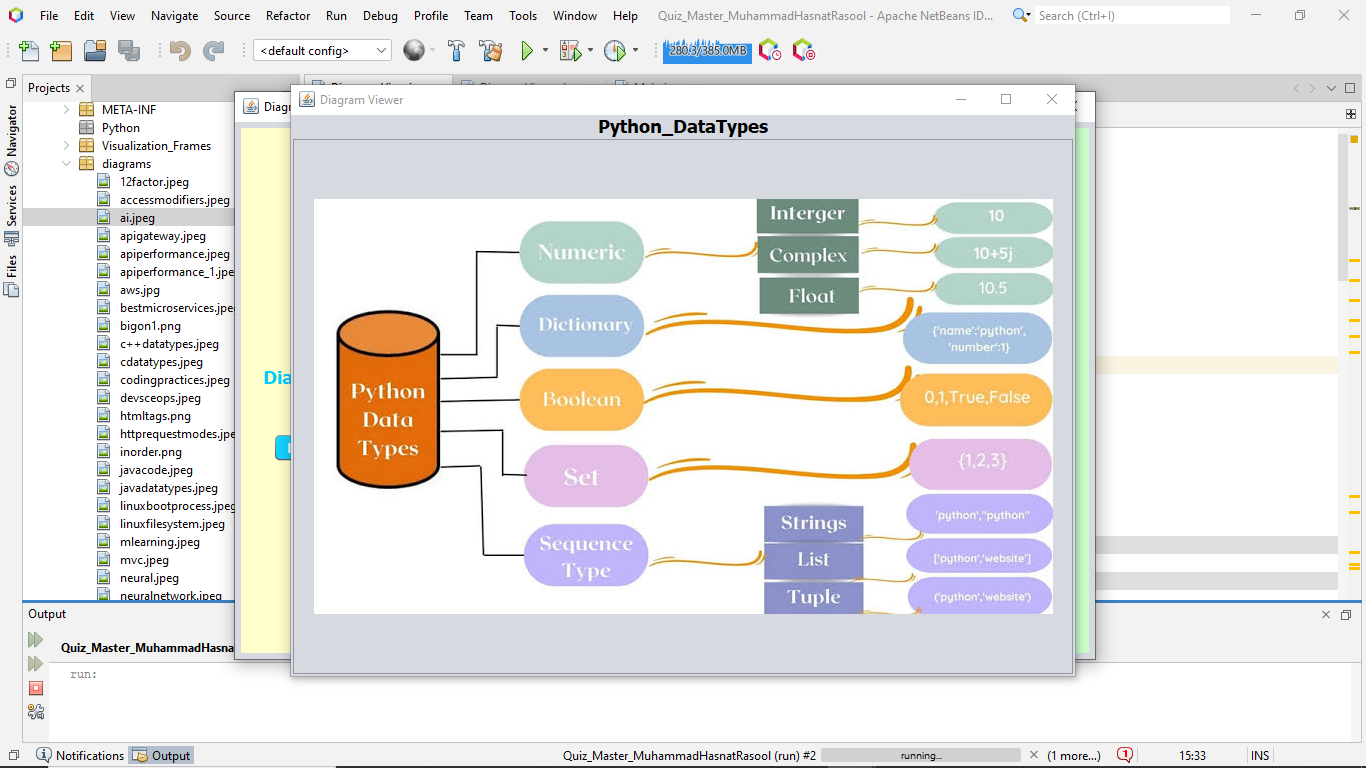 File Edit View Navigate Source Refactor Run Debug Profile Team Tools Window Help
Quiz_Master_MuhammadHasnatRasool - Apache NetBeans ID...
Search (Ctrl+I)
<default config>
280.3/385.0MB
Projects
Navigator
Services
Files
META-INF
Python
Visualization_Frames
diagrams
12factor.jpeg
accessmodifiers.jpeg
ai.jpeg
apigateway.jpeg
apiperformance.jpeg
apiperformance_1.jpe
aws.jpg
bestmicroservices.jpeg
bigon1.png
c++datatypes.jpeg
cdatatypes.jpeg
codingpractices.jpeg
devsceops.jpeg
htmltags.png
httprequestmodes.jpe
inorder.png
javacode.jpeg
javadatatypes.jpeg
linuxbootprocess.jpeg
linuxfilesystem.jpeg
mlearning.jpeg
mvc.jpeg
neural.jpeg
neuralnetwork.jpeg
Diagr
Dia
Diagram Viewer
Python_DataTypes
Python
Data
Types
Numeric
Interger
10
Complex
10+5j
Float
10.5
Dictionary
{'name':'python',
'number':1}
Boolean
0,1,True,False
Set
{1,2,3}
Sequence
Type
Strings
'python',"python"
List
['python','website']
Tuple
('python','website')
Output
Quiz_Master_MuhammadHasna
run:
Notifications
Output
Quiz_Master_MuhammadHasnatRasool (run) #2
running...
(1 more...)
15:33
INS